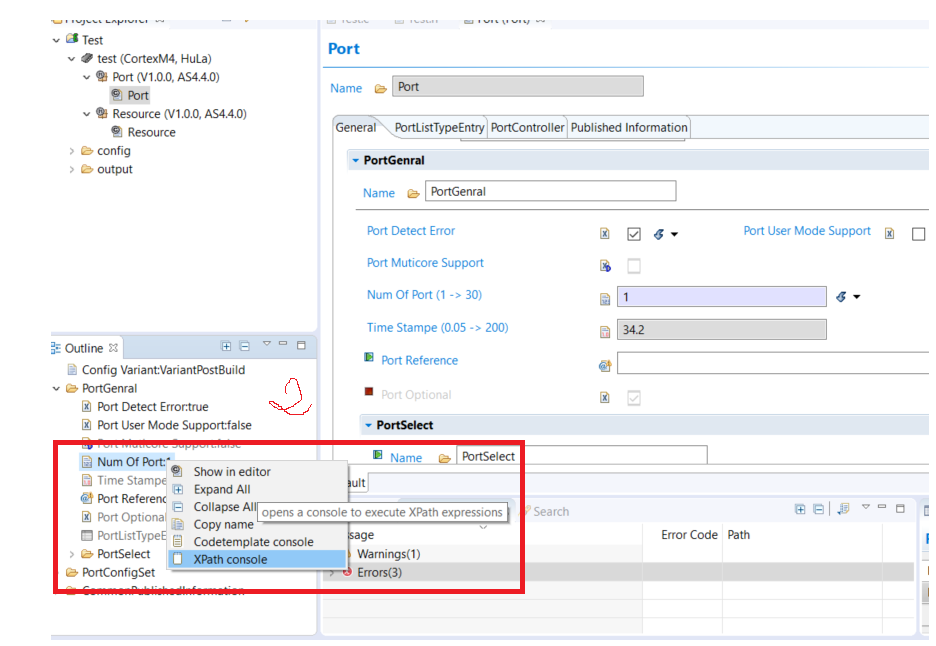 Project Explorer
Test
test (CortexM4, HuLa)
Port (V1.0.0, AS4.4.0)
Port
Resource (V1.0.0, AS4.4.0)
Resource
config
output
Test.c
Test.h
Port (Port)
Port
Name
Port
General
PortListTypeEntry
PortController
Published Information
PortGenral
Name
PortGenral
Port Detect Error
Port User Mode Support
Port Muticore Support
Num Of Port (1 -> 30)
1
Time Stampe (0.05 -> 200)
34.2
Port Reference
Port Optional
PortSelect
Name
PortSelect
ault
Search
sage
Error Code
Path
Warnings(1)
Errors(3)
Outline
Config Variant:VariantPostBuild
PortGenral
Port Detect Error:true
Port User Mode Support:false
Port Muticore Support:false
Num Of Port:1
Time Stampe
Port Referenc
Port Optional
PortListTypeE
PortSelect
PortConfigSet
CommonPublishedInformation
Show in editor
Expand All
Collapse All
Copy name
Codetemplate console
XPath console
opens a console to execute XPath expressions